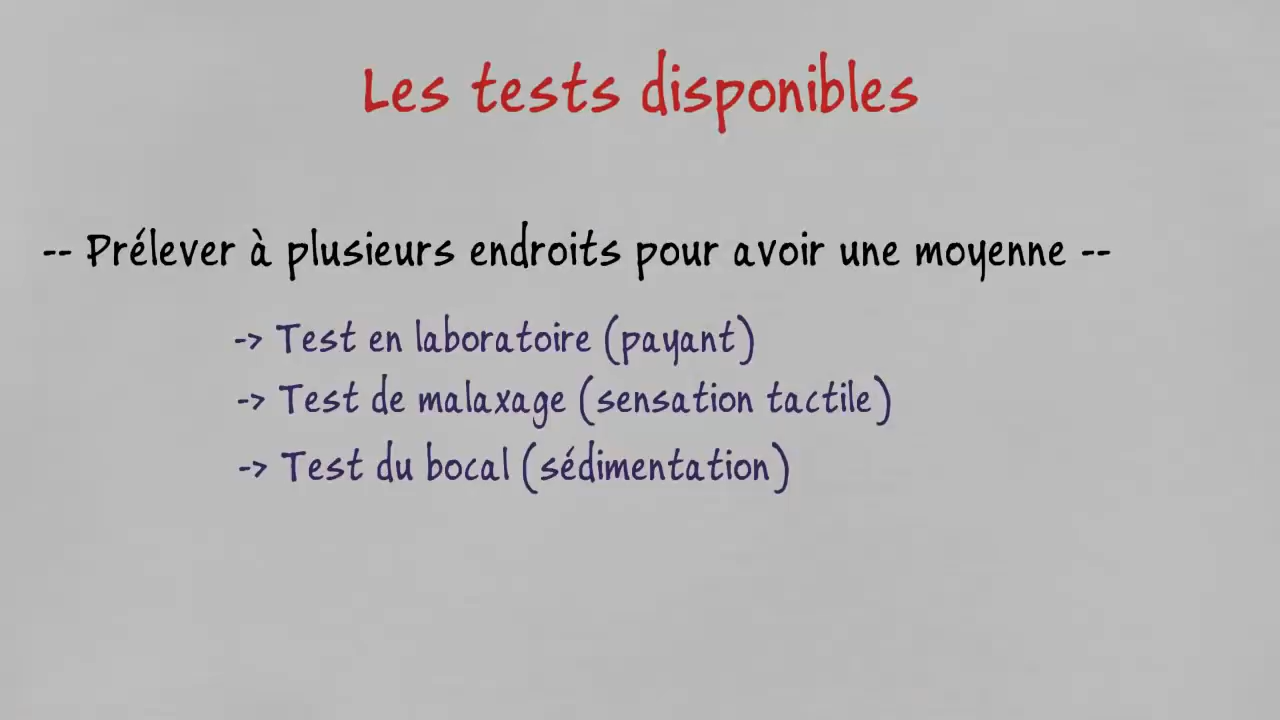 Les tests disponibles
-- Prélever à plusieurs endroits pour avoir une moyenne --
-> Test en laboratoire (payant)
-> Test de malaxage (sensation tactile)
-> Test du bocal (sédimentation)